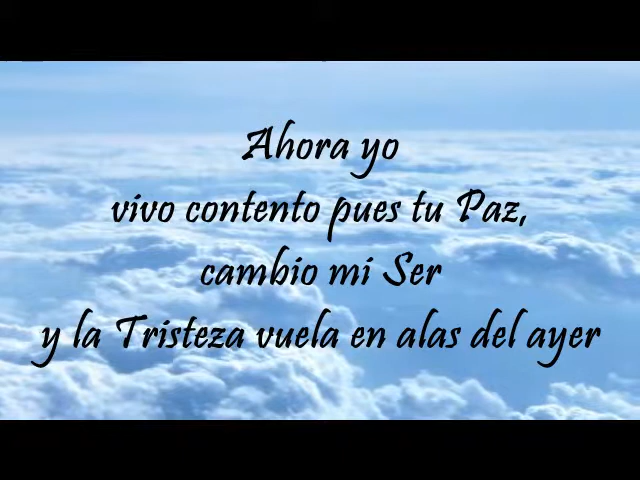 Ahora yo
vivo contento pues tu Paz,
cambio mi Ser
y la Tristeza vuela en alas del ayer